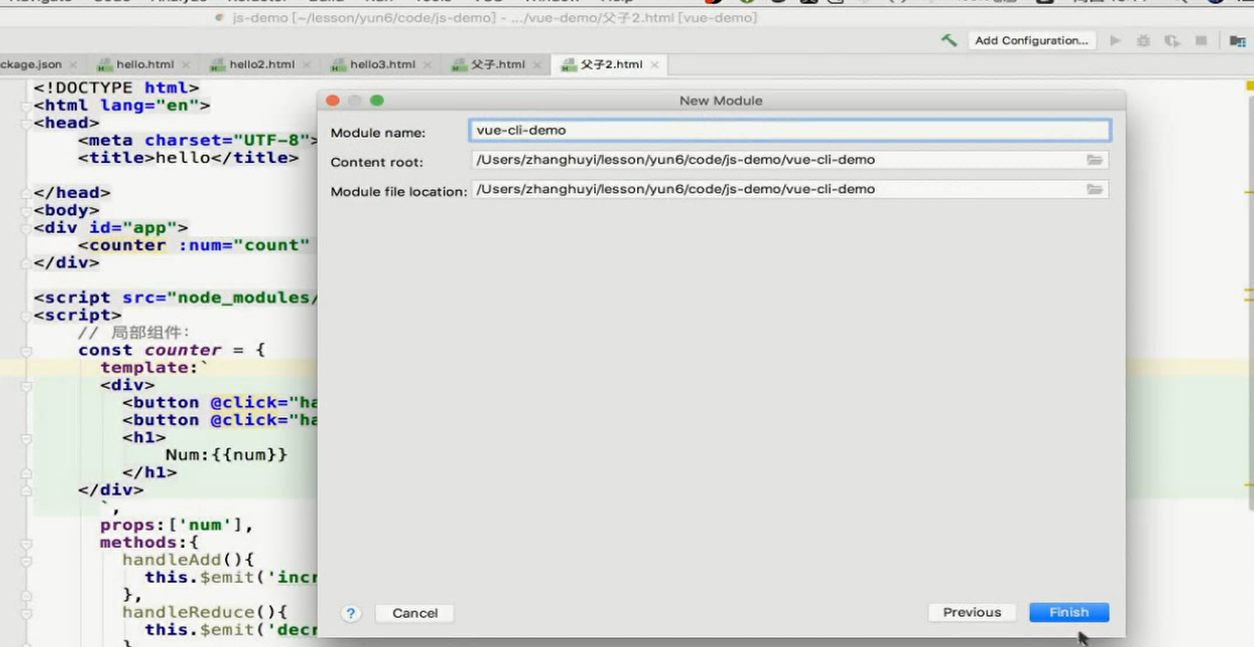 js-demo [~/lesson/yun6/code/js-demo] - .../vue-demo/父子2.html [vue-demo]
Add Configuration...
ckage.json
hello.html
hello2.html
hello3.html
父子.html
父子2.html
<!DOCTYPE html>
<html lang="en">
<head>
<meta charset="UTF-8">
<title>hello</title>
</head>
<body>
<div id="app">
<counter :num="count"
</div>
<script src="node_modules/
<script>
// 局部组件:
const counter = {
template:`
<div>
<button @click="ha
<button @click="ha
<h1>
Num:{{num}}
</h1>
</div>
`,
props:['num'],
methods:{
handleAdd(){
this.$emit('incr
},
handleReduce(){
this.$emit('decr
New Module
Module name: vue-cli-demo
Content root: /Users/zhanghuyi/lesson/yun6/code/js-demo/vue-cli-demo
Module file location: /Users/zhanghuyi/lesson/yun6/code/js-demo/vue-cli-demo
? Cancel Previous Finish